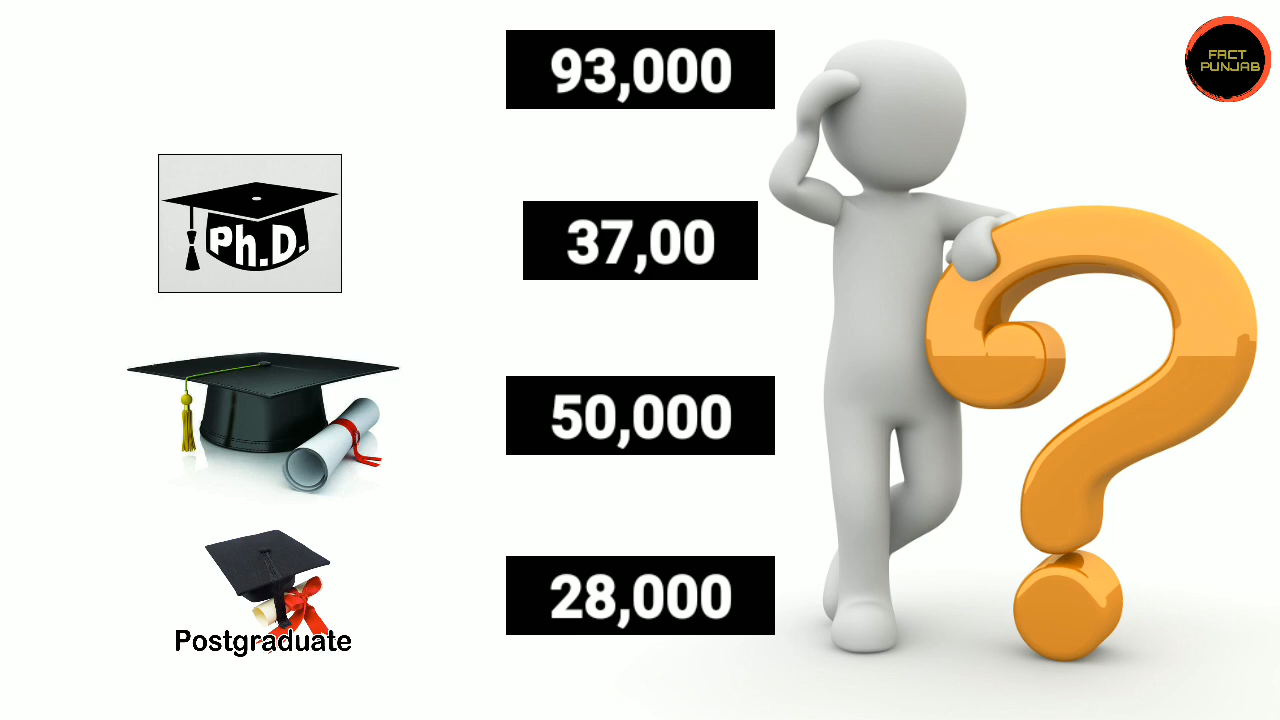 93,000
FACT
PUNJAB
Ph.D.
37,00
50,000
28,000
Postgraduate